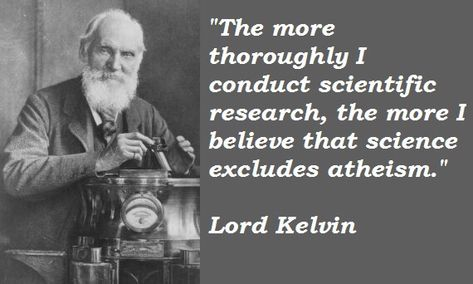 "The more
thoroughly I
conduct scientific
research, the more I
believe that science
excludes atheism."
Lord Kelvin